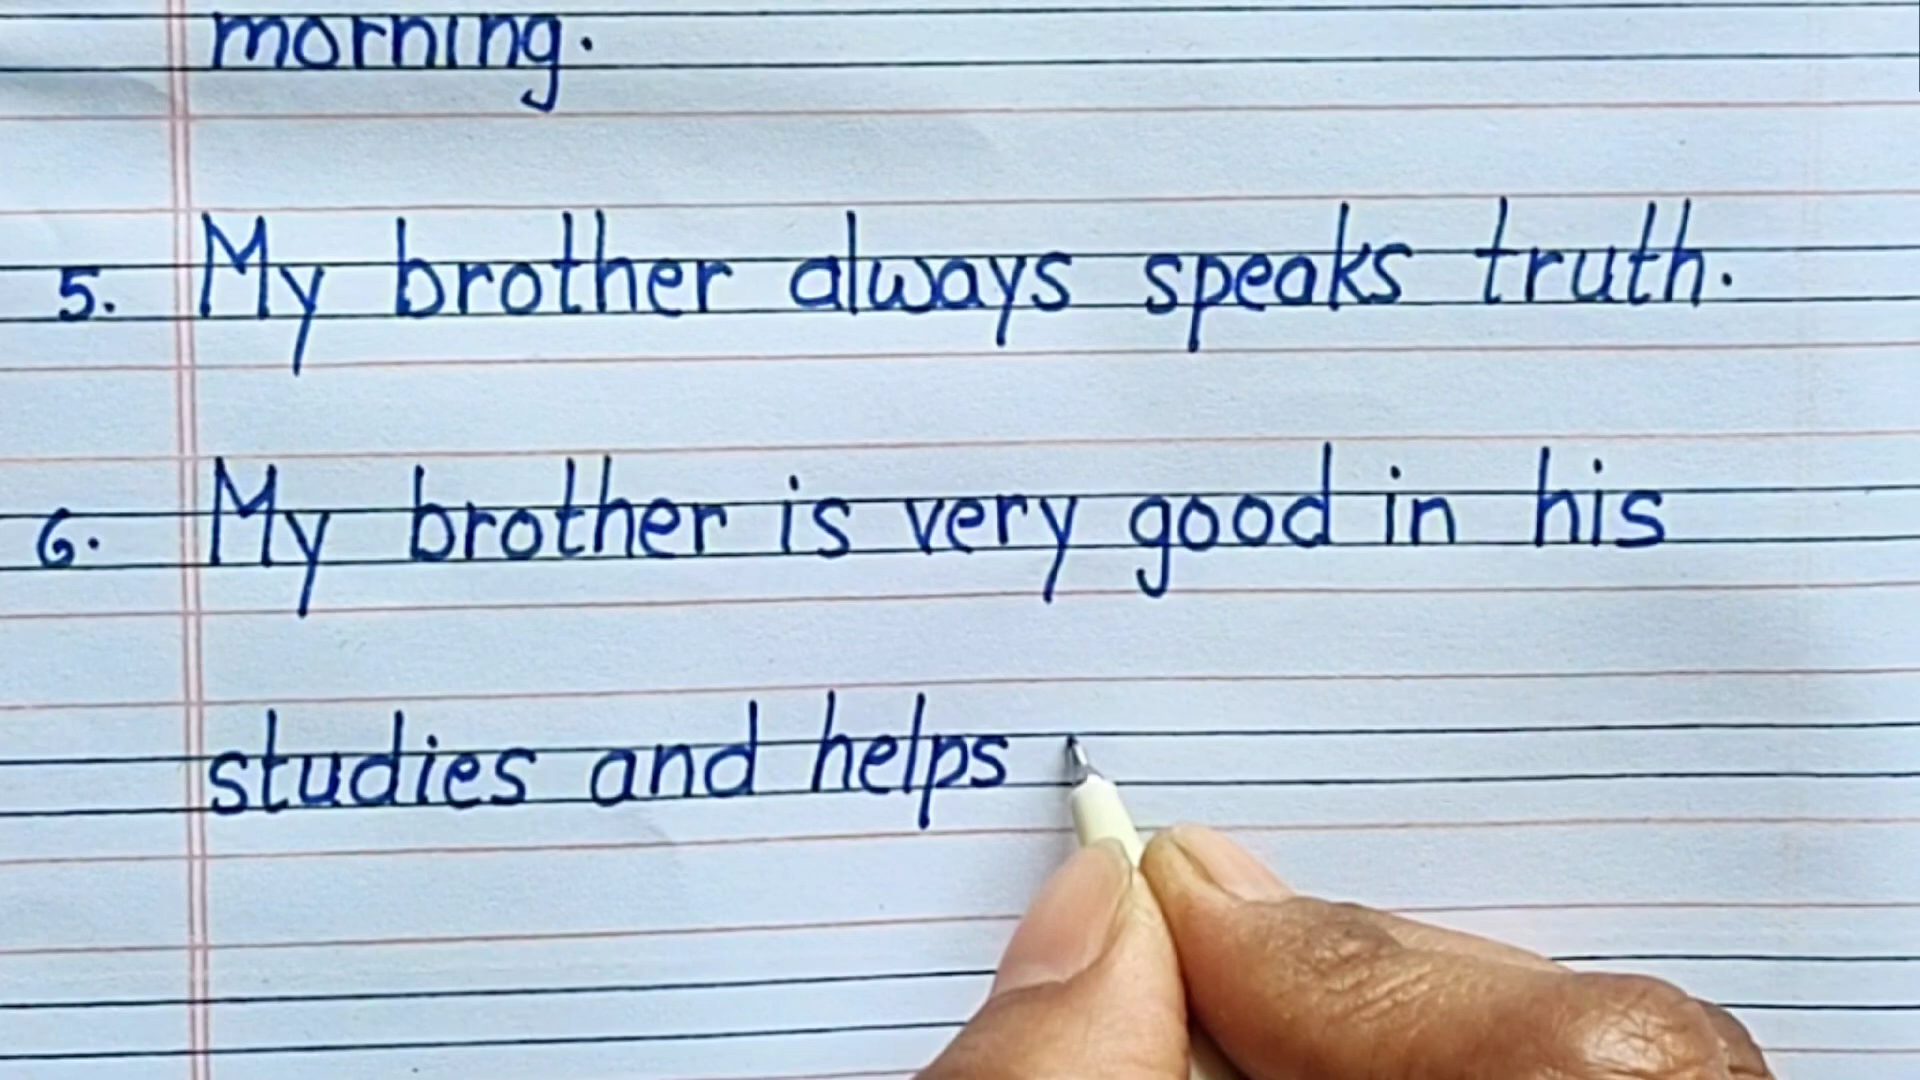 morning.
5. My brother always speaks truth.
6. My brother is very good in his
studies and helps